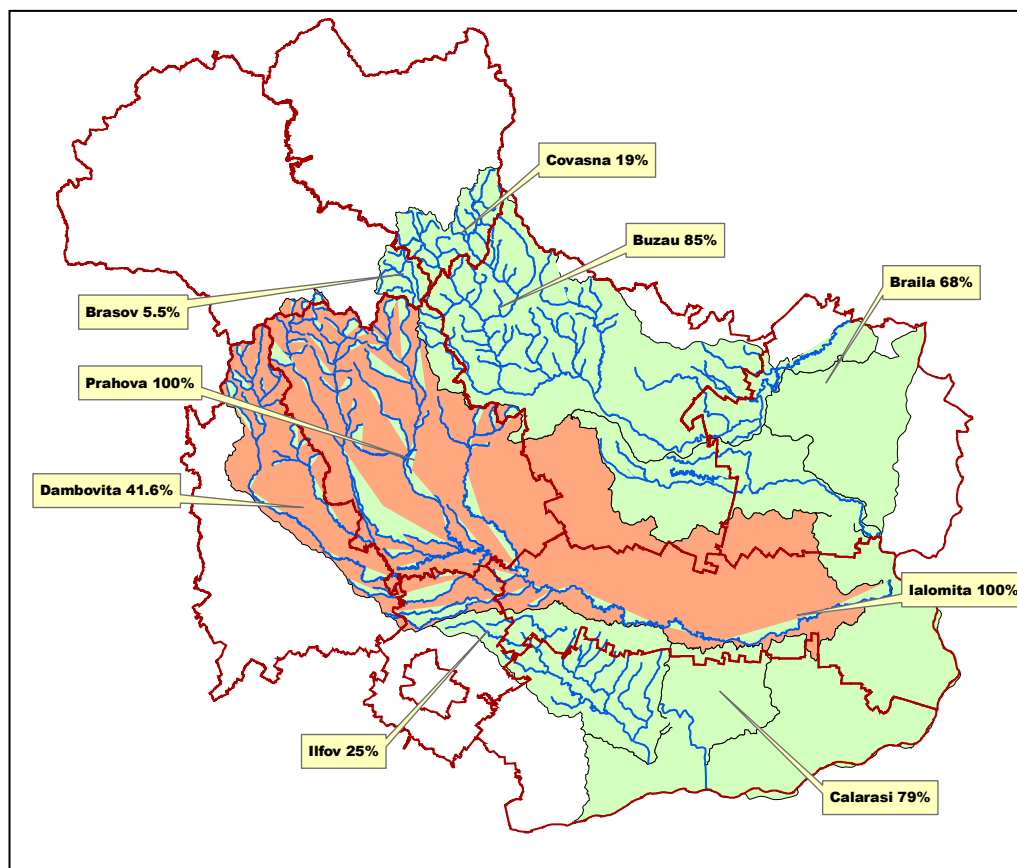 Covasna 19%
Buzau 85%
Braila 68%
Brasov 5.5%
Prahova 100%
Dambovita 41.6%
Ialomita 100%
Ilfov 25%
Calarasi 79%